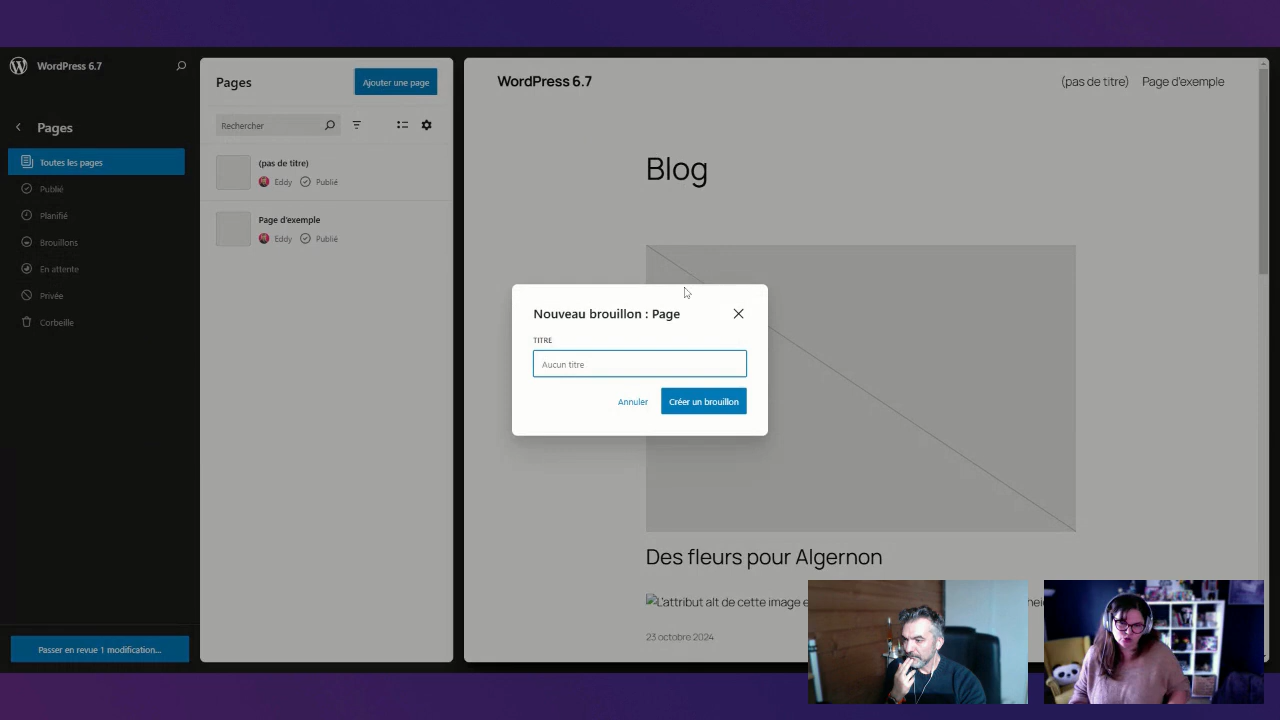 WordPress 6.7
Pages
Toutes les pages
Publié
Planifié
Brouillons
En attente
Privée
Corbeille
Passer en revue 1 modification...
Pages
Ajouter une page
Rechercher
(pas de titre)
Eddy
Publié
Page d'exemple
Eddy
Publié
WordPress 6.7
(pas de titre)
Page d'exemple
Blog
Nouveau brouillon : Page
TITRE
Aucun titre
Annuler
Créer un brouillon
Des fleurs pour Algernon
L'attribut alt de cette image e
23 octobre 2024